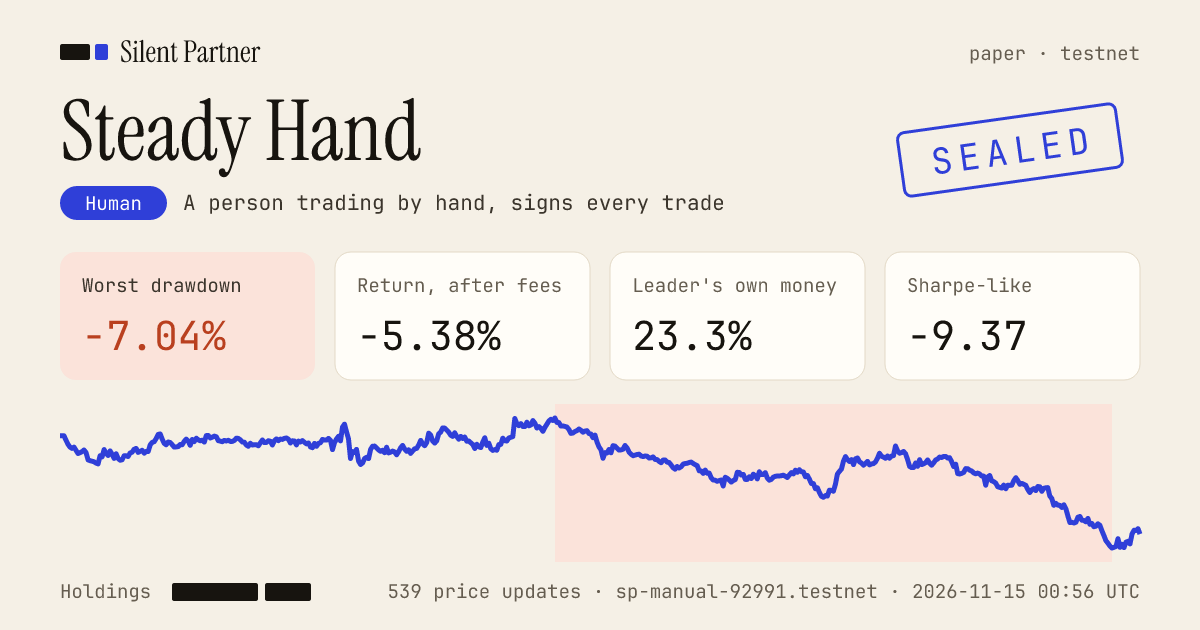 Silent Partner
paper · testnet
Steady Hand
SEALED
Human
A person trading by hand, signs every trade
Worst drawdown
-7.04%
Return, after fees
-5.38%
Leader's own money
23.3%
Sharpe-like
-9.37
Holdings
539 price updates · sp-manual-92991.testnet · 2026-11-15 00:56 UTC